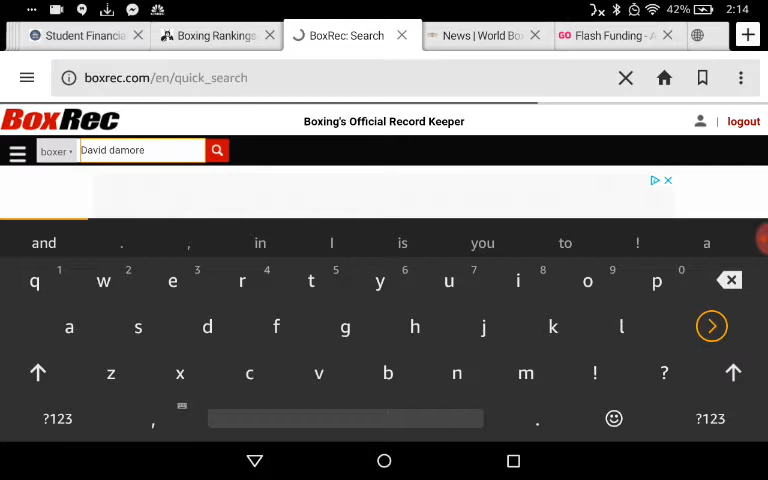 42% 2:14
Student Financia Boxing Rankings BoxRec: Search News | World Bo GO Flash Funding - A
boxrec.com/en/quick_search
BoxRec Boxing's Official Record Keeper | logout
boxer David damore
and . , in I is you to ! a
1 2 3 4 5 6 7 8 9 0
q w e r t y u i o p
a s d f g h j k l
z x c v b n m ! ?
?123 , . ?123